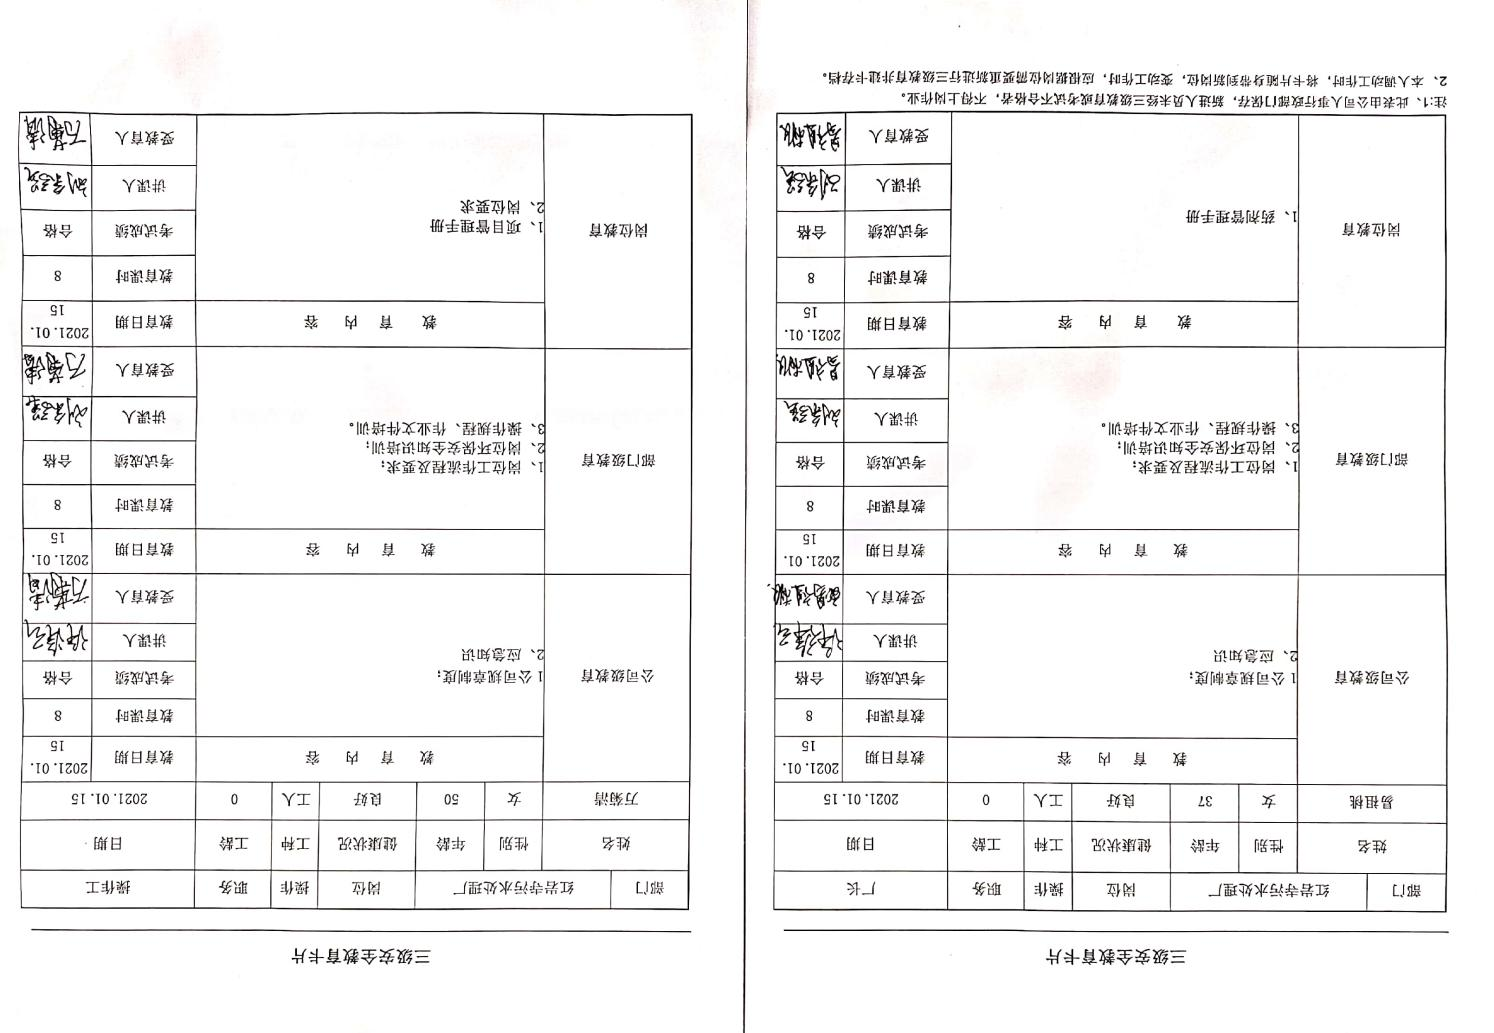 三级安全教育卡片
部门 红岩寺污水处理厂 岗位 操作 职务 厂长
姓名 性别 年龄 健康状况 工种 工龄 日期
易祖桃 女 37 良好 工人 0 2021.01.15
公司级教育 教 育 内 容 教育日期 2021.01.
15
教育课时 8
1 公司规章制度； 考试成绩 合格
2、应急知识
讲课人
受教育人 易祖桃
部门级教育 教 育 内 容 教育日期 2021.01.
15
教育课时 8
1、岗位工作流程及要求； 考试成绩 合格
2、岗位环保安全知识培训；
3、操作规程、作业文件培训。
讲课人
受教育人 易祖桃
岗位教育 教 育 内 容 教育日期 2021.01.
15
教育课时 8
考试成绩 合格
1、药剂管理手册
讲课人
受教育人 易祖桃
注:1、此表由公司人事行政部门保存，新进人员未经三级教育或考试不合格者，不得上岗作业。
2、本人调动工作时，将卡片随身带到新岗位，变动工作时，应根据岗位需要重新进行三级教育并建卡存档。
三级安全教育卡片
部门 红岩寺污水处理厂 岗位 操作 职务 操作工
姓名 性别 年龄 健康状况 工种 工龄 日期
万菊清 女 50 良好 工人 0 2021.01.15
公司级教育 教 育 内 容 教育日期 2021.01.
15
教育课时 8
1 公司规章制度； 考试成绩 合格
2、应急知识
讲课人
受教育人 万菊清
部门级教育 教 育 内 容 教育日期 2021.01.
15
教育课时 8
1、岗位工作流程及要求； 考试成绩 合格
2、岗位环保安全知识培训；
3、操作规程、作业文件培训。
讲课人
受教育人 万菊清
岗位教育 教 育 内 容 教育日期 2021.01.
15
教育课时 8
1、项目管理手册 考试成绩 合格
2、岗位要求
讲课人
受教育人 万菊清